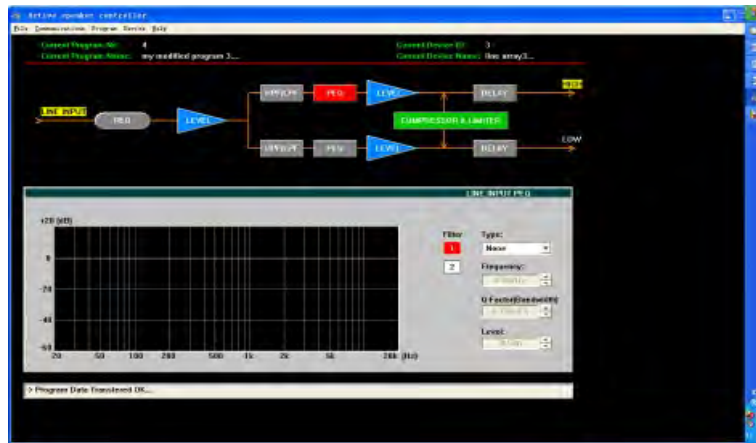 Active speaker controller
File Communications Program Device Help
Current Program No: 4
Current Program Name: my modified program 3...
Current Device ID: 3
Current Device Name: line array3...
LINE INPUT
PEQ
LEVEL
HPF/LPF PEQ LEVEL DELAY HIGH
COMPRESSOR & LIMITER
HPF/LPF PEQ LEVEL DELAY LOW
LINE INPUT PEQ
+20 (dB)
0
-20
-40
-60
20 50 100 200 500 1k 2k 5k 20k (Hz)
Filter
1
2
Type:
None
Frequency:
Q Factor(Bandwidth)
Level:
> Program Data Transfered OK...